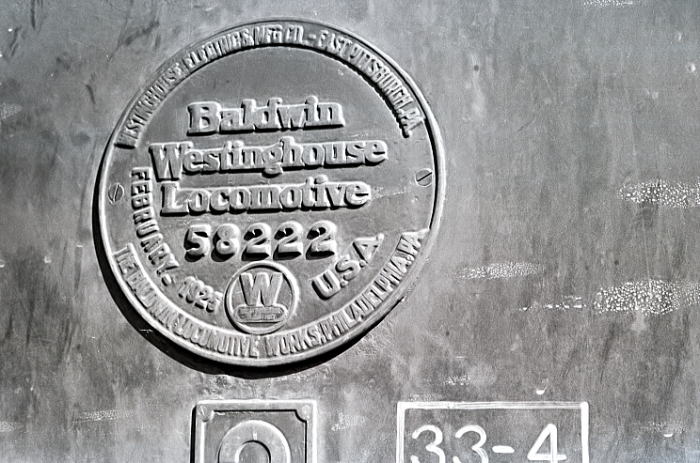 WESTINGHOUSE ELECTRIC & MFG CO. - EAST PITTSBURGH, PA.
Baldwin
Westinghouse
Locomotive
58222
FEBRUARY - 1925
U.S.A.
W
THE BALDWIN LOCOMOTIVE WORKS, PHILADELPHIA, PA.
33-4